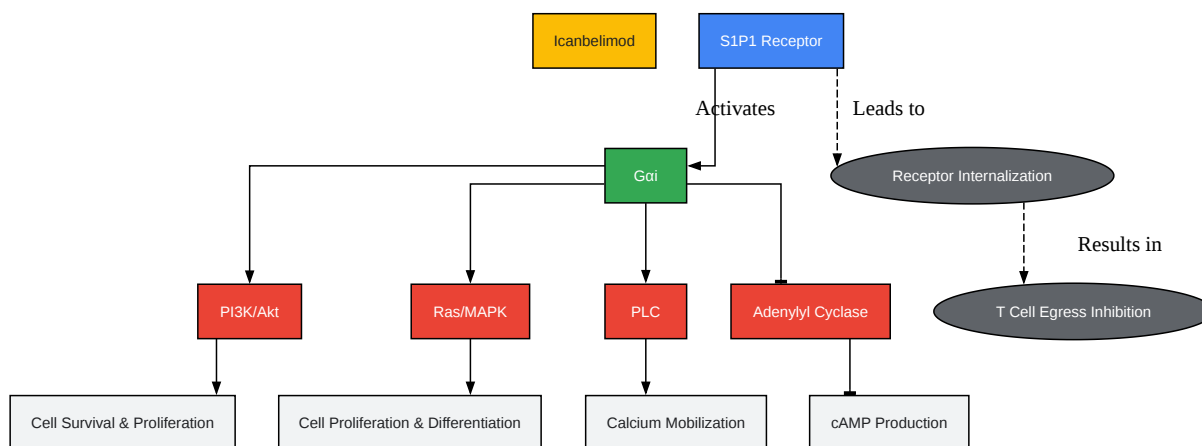 Icanbelimod
S1P1 Receptor
Activates
Leads to
Gαi
Receptor Internalization
Results in
PI3K/Akt
Ras/MAPK
PLC
Adenylyl Cyclase
T Cell Egress Inhibition
Cell Survival & Proliferation
Cell Proliferation & Differentiation
Calcium Mobilization
cAMP Production